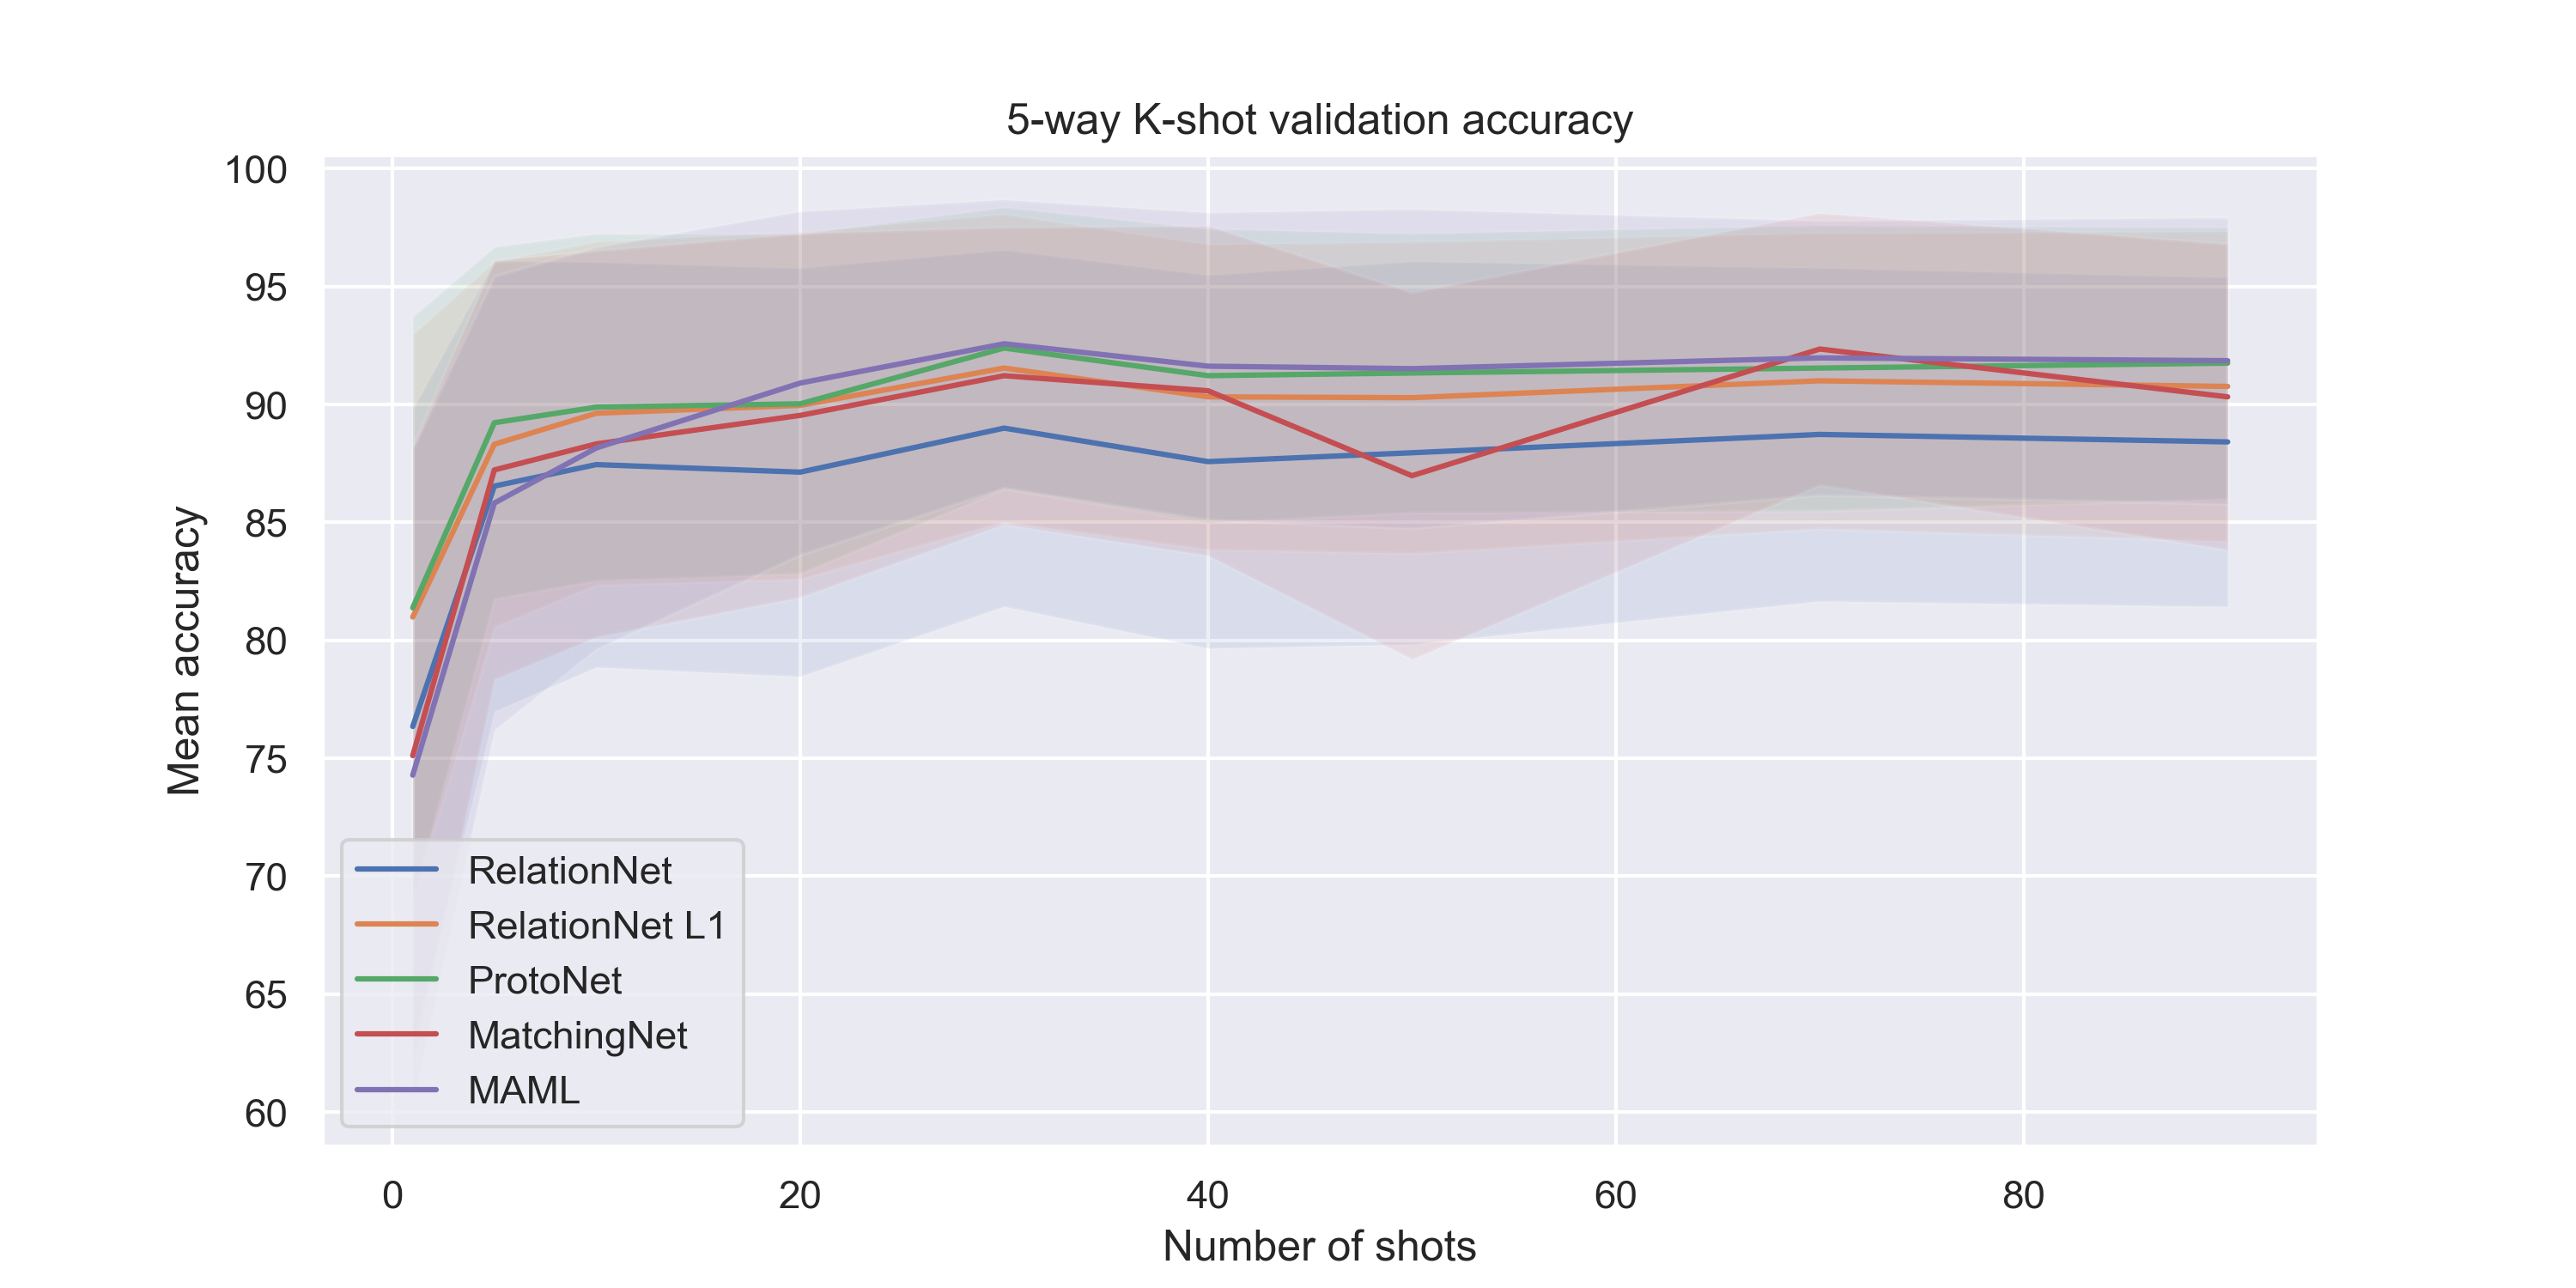 5-way K-shot validation accuracy
100
95
90
85
80
75
70
65
60
Mean accuracy
RelationNet
RelationNet L1
ProtoNet
MatchingNet
MAML
0 20 40 60 80
Number of shots